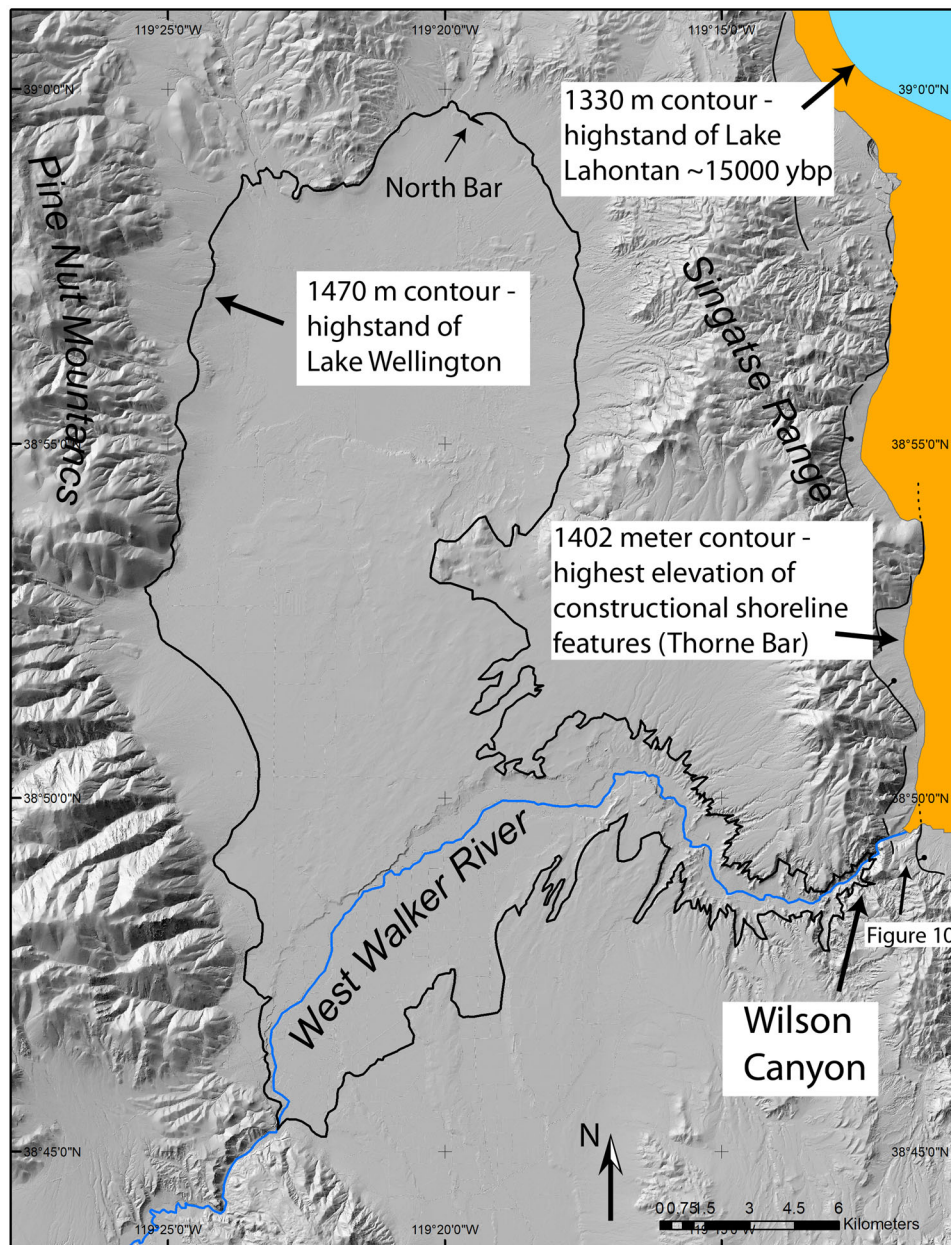 119°25'0"W
119°20'0"W
119°15'0"W
39°0'0"N
39°0'0"N
1330 m contour -
highstand of Lake
Lahontan ~15000 ybp
North Bar
Pine Nut Mountancs
Singatse Range
1470 m contour -
highstand of
Lake Wellington
38°55'0"N
38°55'0"N
1402 meter contour -
highest elevation of
constructional shoreline
features (Thorne Bar)
38°50'0"N
38°50'0"N
West Walker River
Figure 10
Wilson
Canyon
N
38°45'0"N
38°45'0"N
0 0.75 1.5 3 4.5 6
Kilometers
119°25'0"W
119°20'0"W
119°15'0"W